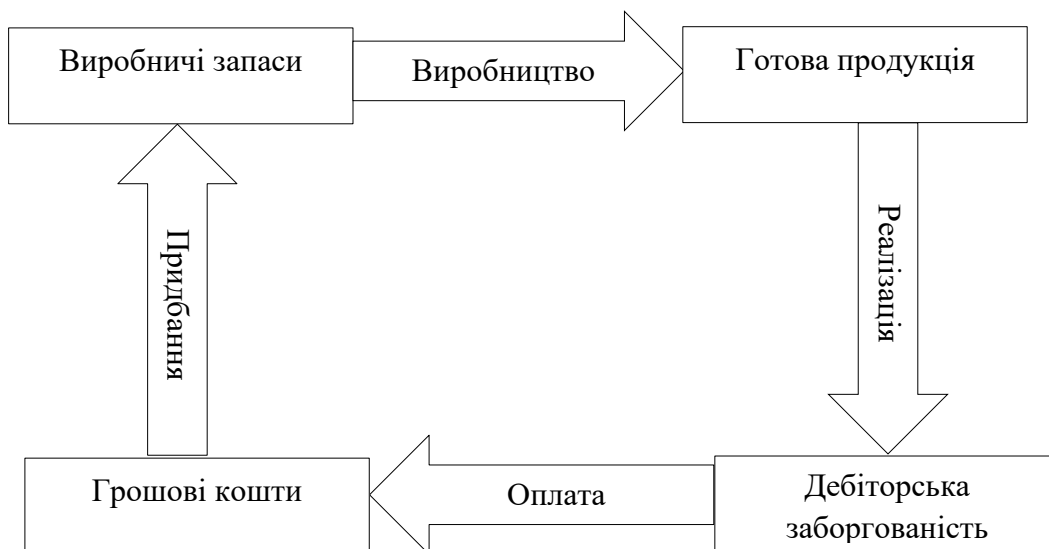 Виробничі запаси
Виробництво
Готова продукція
Придбання
Реалізація
Грошові кошти
Оплата
Дебіторська
заборгованість